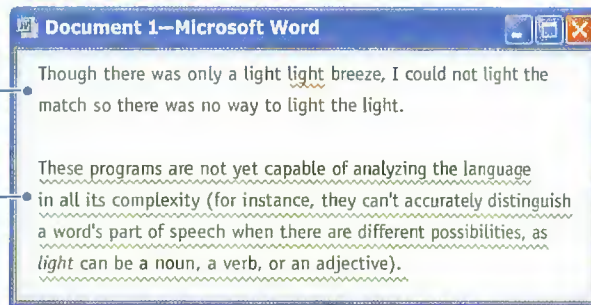 Document 1—Microsoft Word
Though there was only a light light breeze, I could not light the
match so there was no way to light the light.
These programs are not yet capable of analyzing the language
in all its complexity (for instance, they can't accurately distinguish
a word's part of speech when there are different possibilities, as
light can be a noun, a verb, or an adjective).